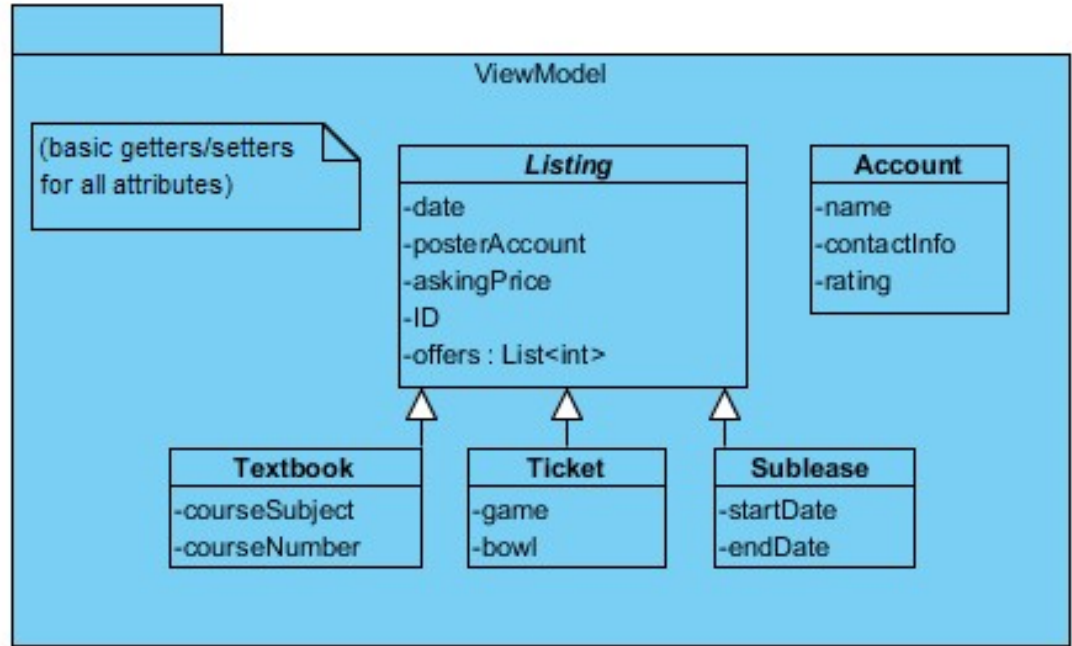 ViewModel
(basic getters/setters
for all attributes)
Listing
-date
-posterAccount
-askingPrice
-ID
-offers : List<int>
Account
-name
-contactInfo
-rating
Textbook
-courseSubject
-courseNumber
Ticket
-game
-bowl
Sublease
-startDate
-endDate